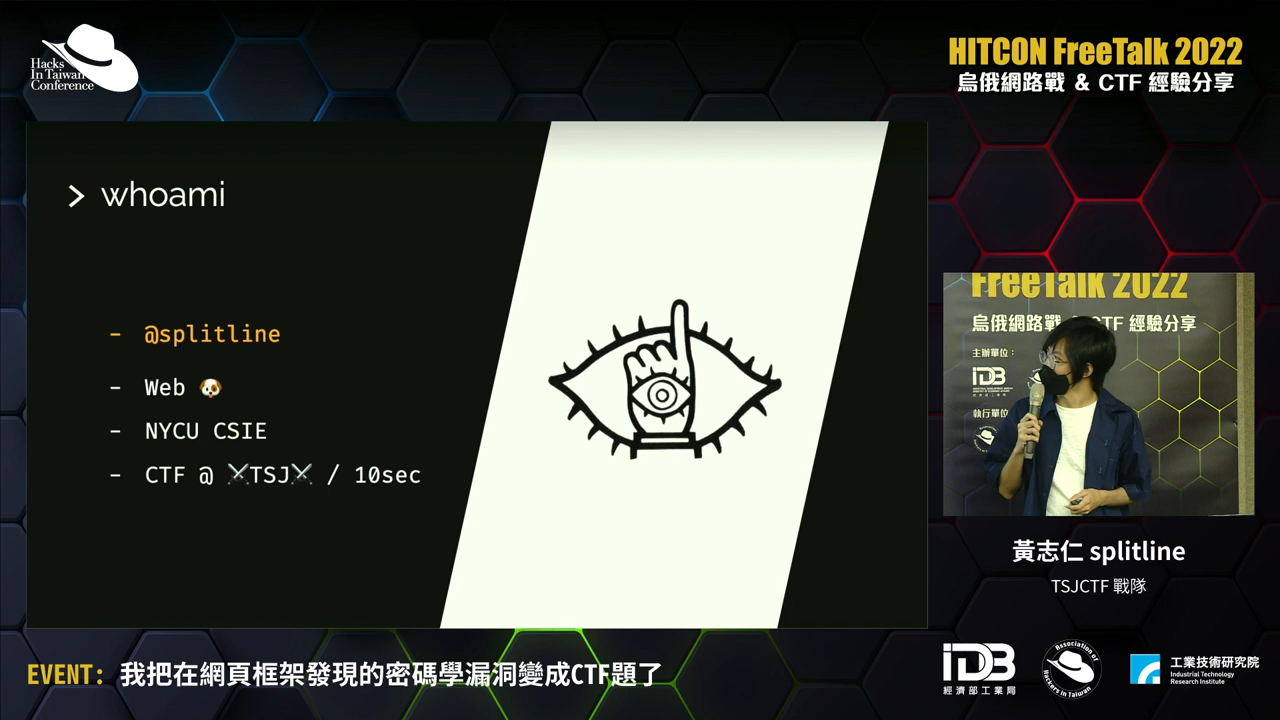 Hacks
In Taiwan
Conference
HITCON FreeTalk 2022
烏俄網路戰 & CTF 經驗分享
> whoami
- @splitline
- Web 🐶
- NYCU CSIE
- CTF @ ⚔TSJ⚔ / 10sec
FreeTalk 2022
烏俄網路戰 & CTF 經驗分享
主辦單位：
IDB
執行單位
黃志仁 splitline
TSJCTF 戰隊
EVENT： 我把在網頁框架發現的密碼學漏洞變成CTF題了
IDB
經濟部工業局
Association of
Hackers in Taiwan
工業技術研究院
Industrial Technology
Research Institute